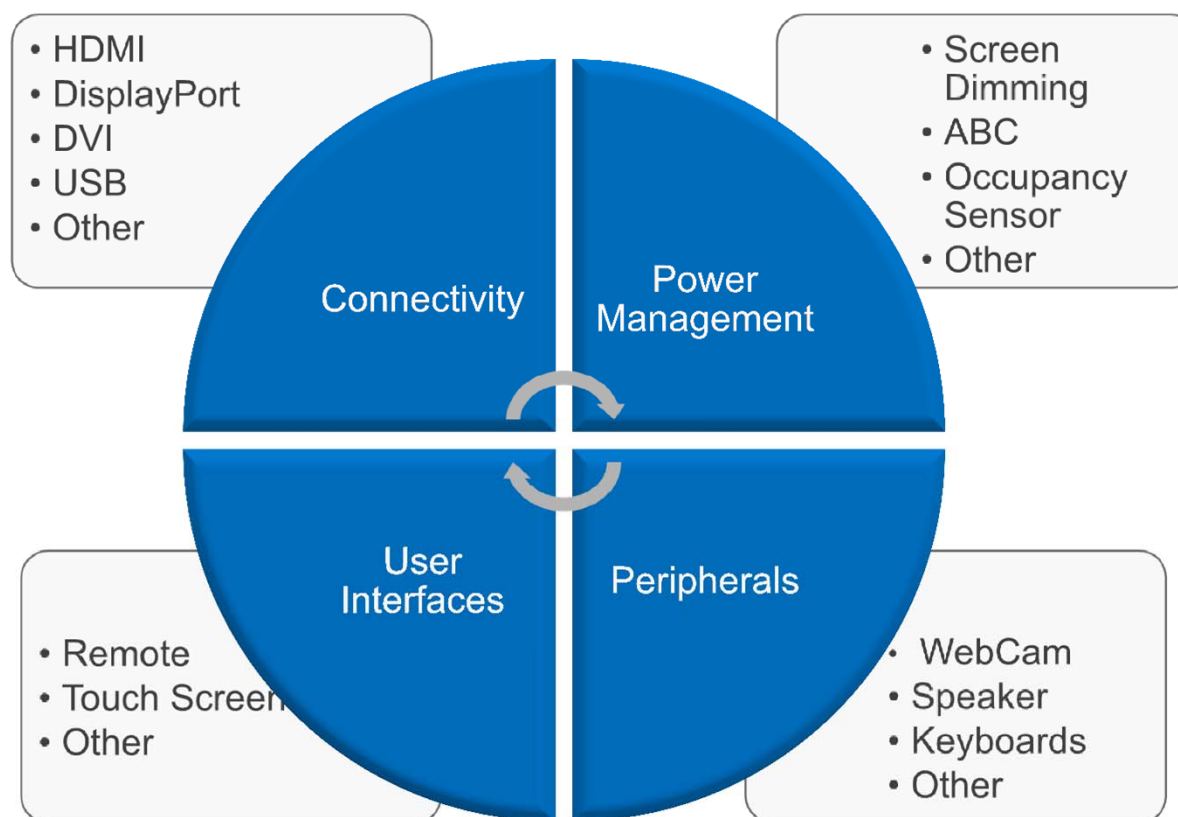 • HDMI
• DisplayPort
• DVI
• USB
• Other
Connectivity
• Screen
Dimming
• ABC
• Occupancy
Sensor
• Other
Power
Management
User
Interfaces
• Remote
• Touch Screen
• Other
Peripherals
• WebCam
• Speaker
• Keyboards
• Other